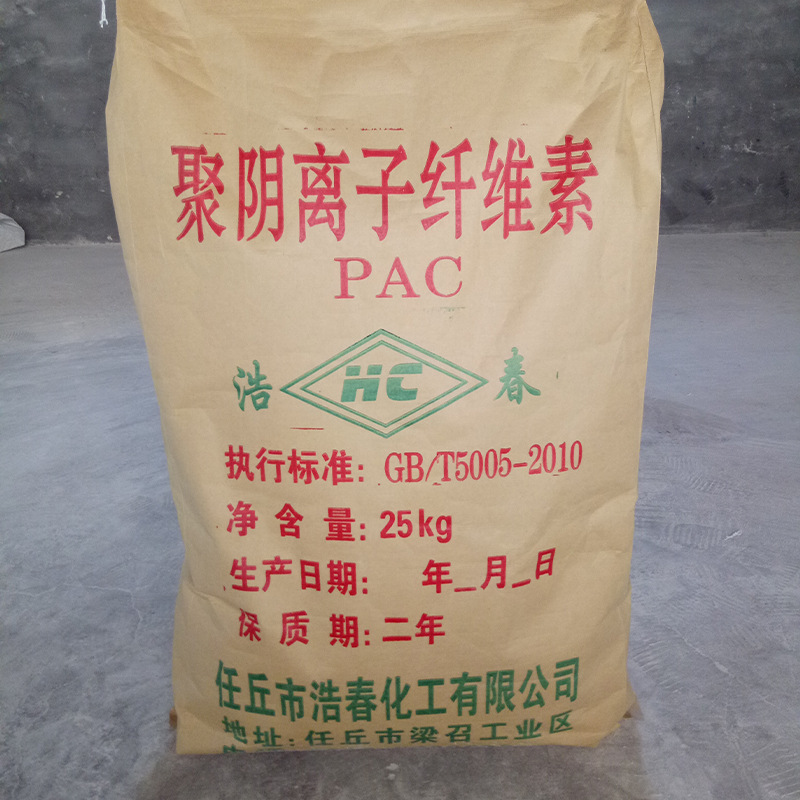 聚阴离子纤维素
PAC
浩 HC 春
执行标准: GB/T5005-2010
净含量: 25kg
生产日期: 年_月_日
保质期: 二年
任丘市浩春化工有限公司
地址: 任丘市梁召工业区